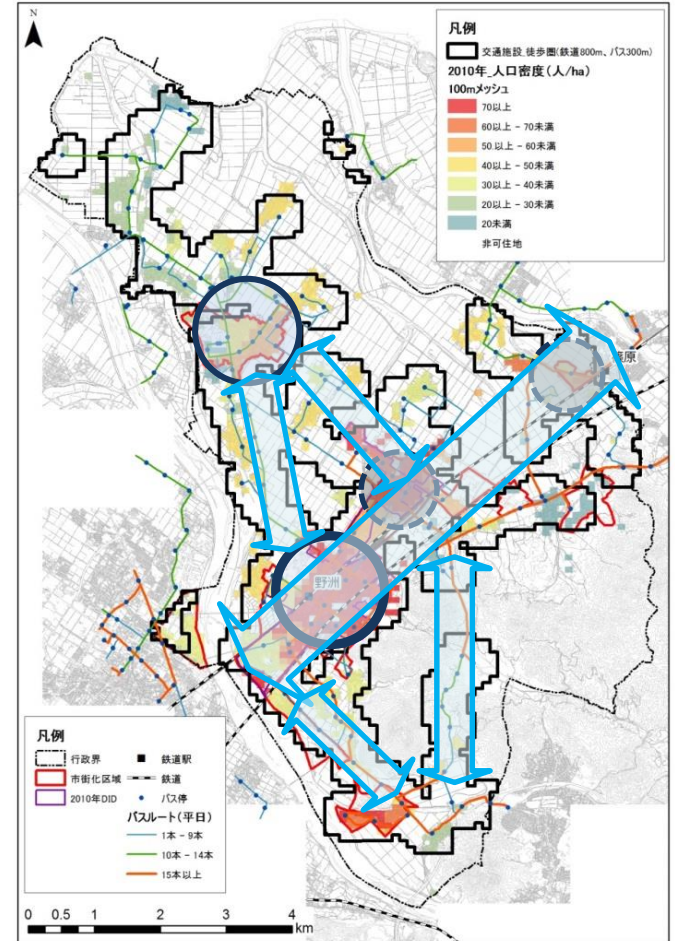 N
凡例
交通施設_徒歩圏(鉄道800m、バス300m)
2010年_人口密度(人/ha)
100mメッシュ
70以上
60以上 - 70未満
50以上 - 60未満
40以上 - 50未満
30以上 - 40未満
20以上 - 30未満
20未満
非可住地
篠原
野洲
凡例
行政界
鉄道駅
市街化区域
鉄道
2010年DID
バス停
バスルート(平日)
1本 - 9本
10本 - 14本
15本以上
0 0.5 1 2 3 4
km